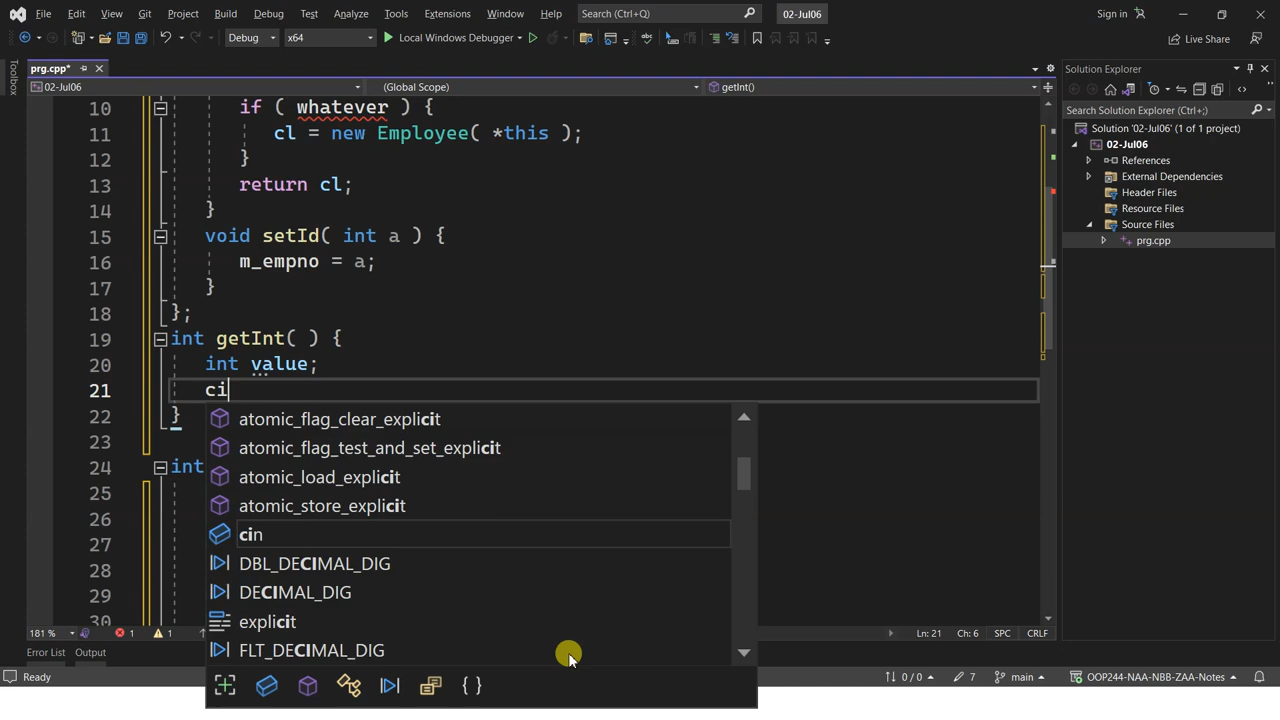 File Edit View Git Project Build Debug Test Analyze Tools Extensions Window Help Search (Ctrl+Q) 02-Jul06 Sign in
Debug x64 Local Windows Debugger Live Share
Toolbox
prg.cpp* Solution Explorer
02-Jul06 (Global Scope) getInt()
Search Solution Explorer (Ctrl+;)
Solution '02-Jul06' (1 of 1 project)
02-Jul06
References
External Dependencies
Header Files
Resource Files
Source Files
prg.cpp
10 if ( whatever ) {
11 cl = new Employee( *this );
12 }
13 return cl;
14 }
15 void setId( int a ) {
16 m_empno = a;
17 }
18 };
19 int getInt( ) {
20 int value;
21 ci
22 }
23
24 int
25
26
27
28
29
30
atomic_flag_clear_explicit
atomic_flag_test_and_set_explicit
atomic_load_explicit
atomic_store_explicit
cin
DBL_DECIMAL_DIG
DECIMAL_DIG
explicit
FLT_DECIMAL_DIG
181 % 1 1 Ln: 21 Ch: 6 SPC CRLF
Error List Output
Ready 0 / 0 7 main OOP244-NAA-NBB-ZAA-Notes